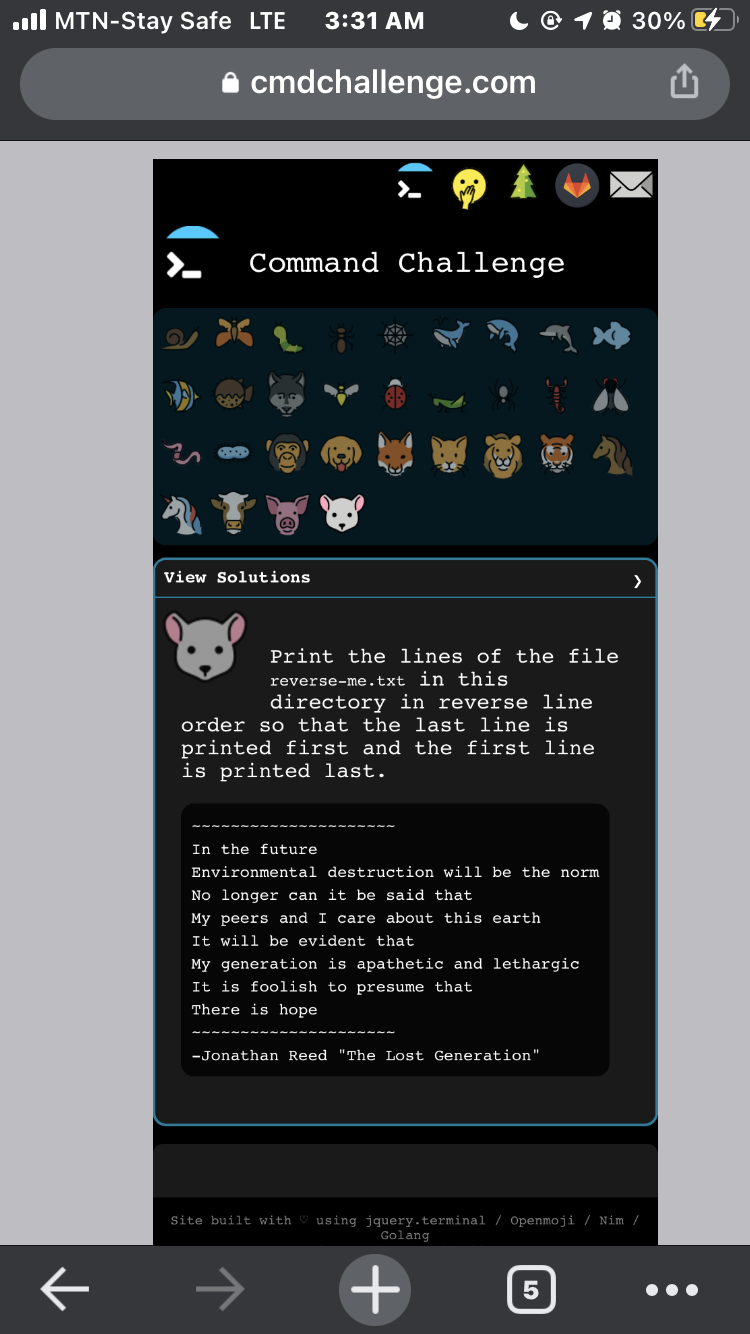 MTN-Stay Safe LTE 3:31 AM 30%
cmdchallenge.com
Command Challenge
View Solutions
Print the lines of the file
reverse-me.txt in this
directory in reverse line
order so that the last line is
printed first and the first line
is printed last.
~~~~~~~~~~~~~~~~~~~~~
In the future
Environmental destruction will be the norm
No longer can it be said that
My peers and I care about this earth
It will be evident that
My generation is apathetic and lethargic
It is foolish to presume that
There is hope
~~~~~~~~~~~~~~~~~~~~~
-Jonathan Reed "The Lost Generation"
Site built with ♡ using jquery.terminal / Openmoji / Nim /
Golang
5